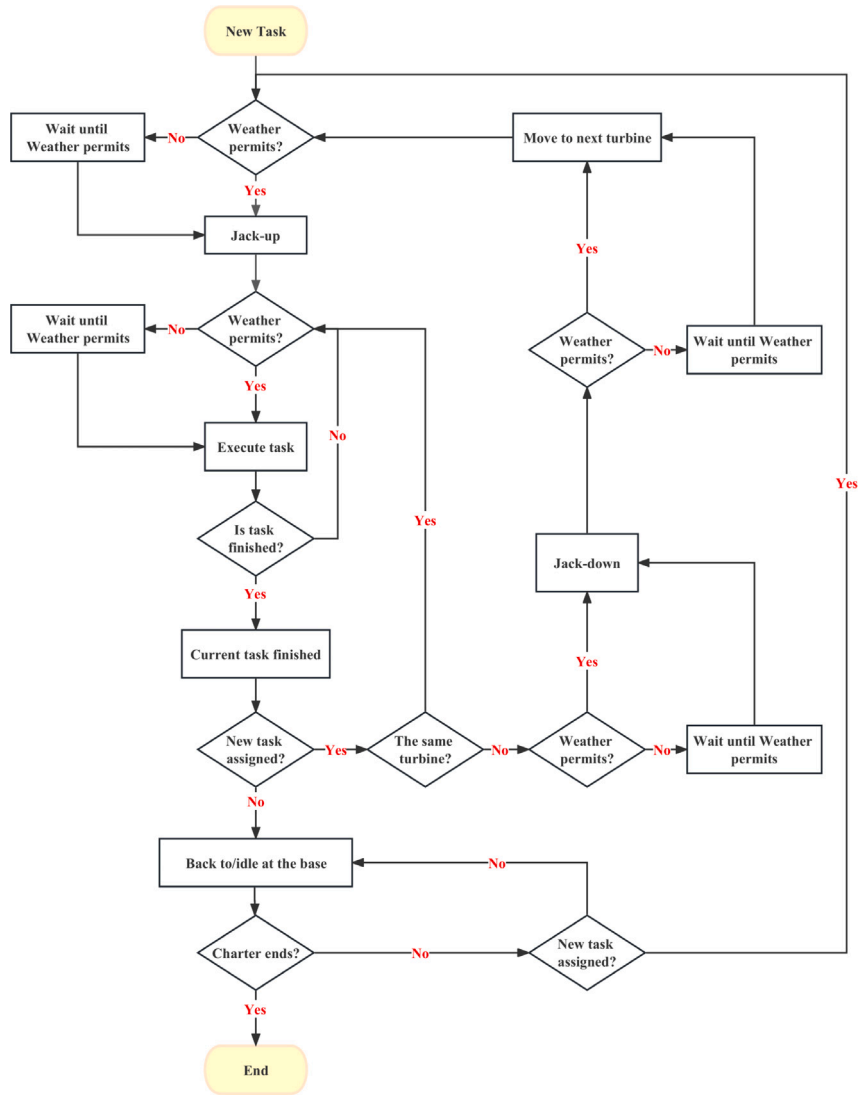 New Task
Wait until
Weather permits
No
Weather
permits?
Move to next turbine
Yes
Jack-up
Yes
Wait until
Weather permits
No
Weather
permits?
Weather
permits?
No
Wait until Weather
permits
Yes
Execute task
No
Yes
Yes
Is task
finished?
Jack-down
Yes
Current task finished
Yes
New task
assigned?
Yes
The same
turbine?
No
Weather
permits?
No
Wait until Weather
permits
No
Back to/idle at the base
No
Charter ends?
No
New task
assigned?
Yes
End